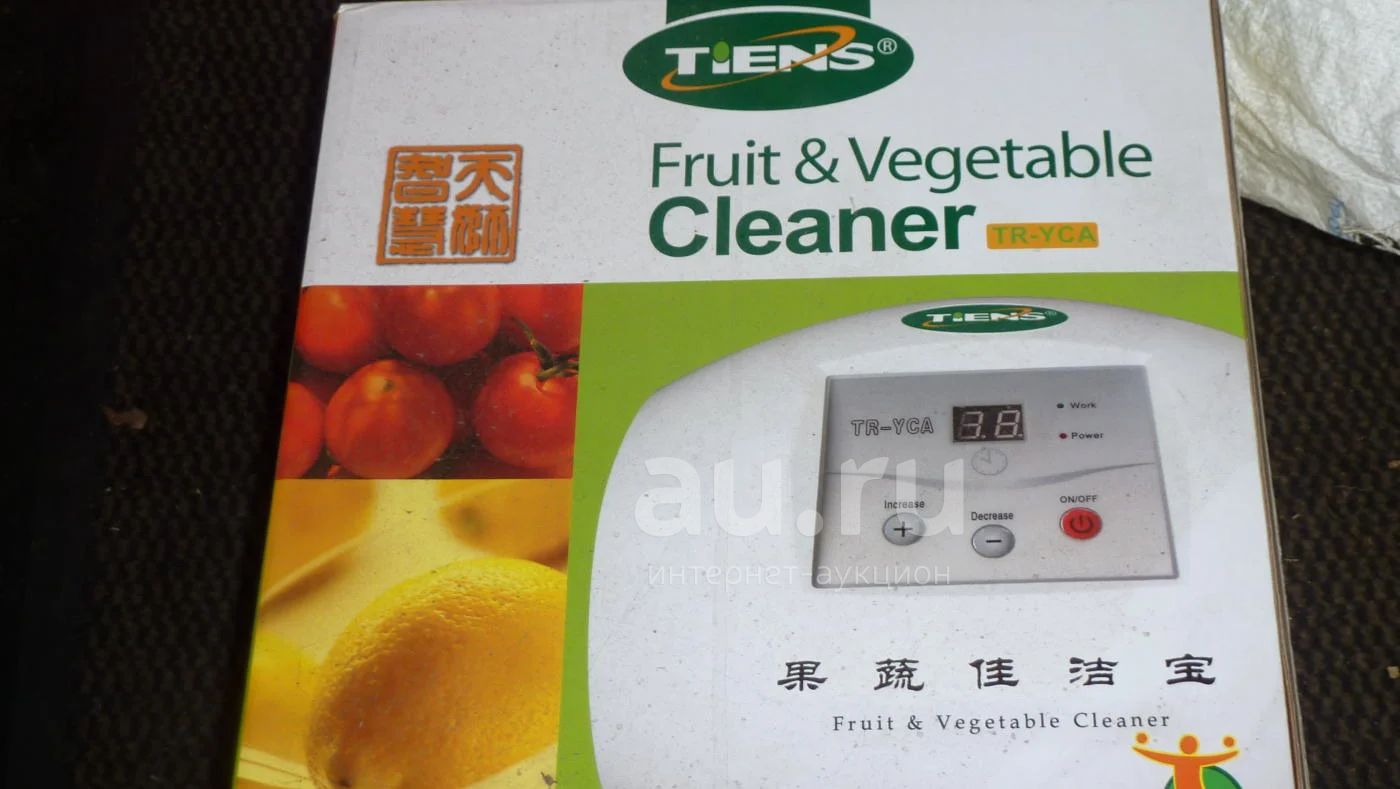 TIENS®
天狮
智慧
Fruit & Vegetable
Cleaner TR-YCA
TIENS®
TR-YCA
38
Work
Power
Increase
+
Decrease
-
ON/OFF
au.ru
интернет-аукцион
果蔬佳洁宝
Fruit & Vegetable Cleaner